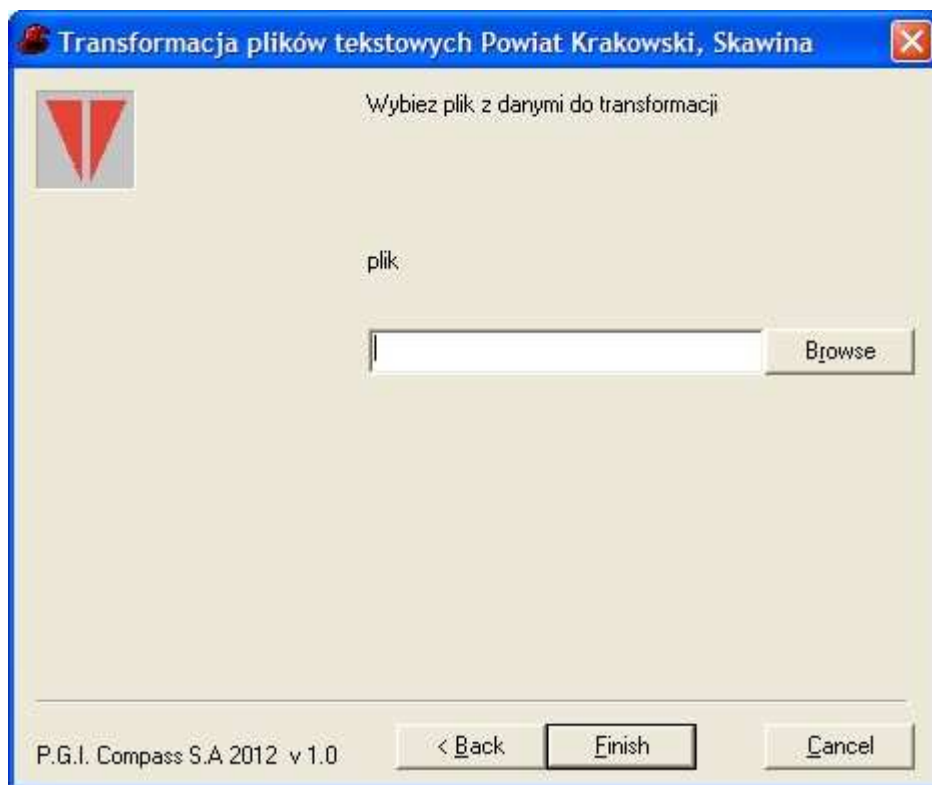 Transformacja plików tekstowych Powiat Krakowski, Skawina
Wybiez plik z danymi do transformacji
plik
Browse
P.G.I. Compass S.A 2012 v 1.0
< Back
Finish
Cancel